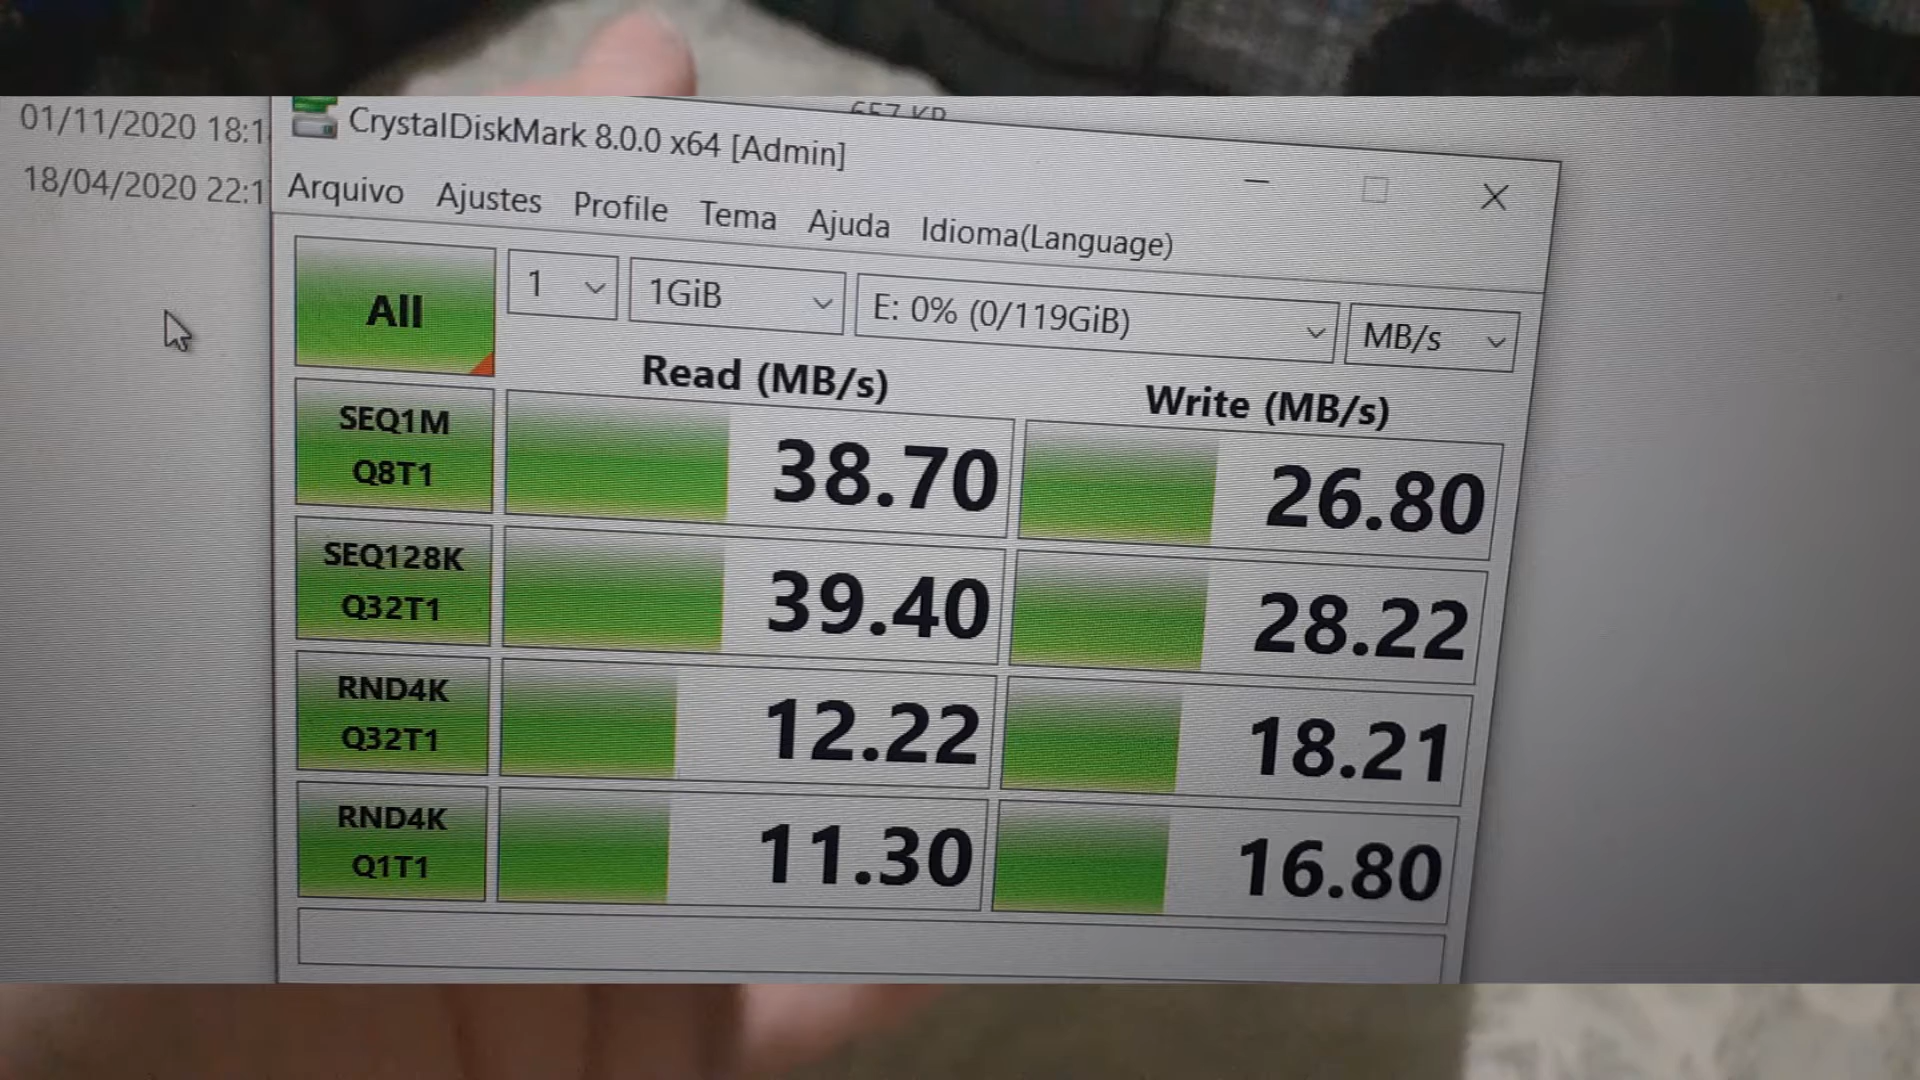 01/11/2020 18:1
18/04/2020 22:1
CrystalDiskMark 8.0.0 x64 [Admin]
Arquivo Ajustes Profile Tema Ajuda Idioma(Language)
All 1 1GiB E: 0% (0/119GiB) MB/s
Read (MB/s) Write (MB/s)
SEQ1M
Q8T1
38.70 26.80
SEQ128K
Q32T1
39.40 28.22
RND4K
Q32T1
12.22 18.21
RND4K
Q1T1
11.30 16.80